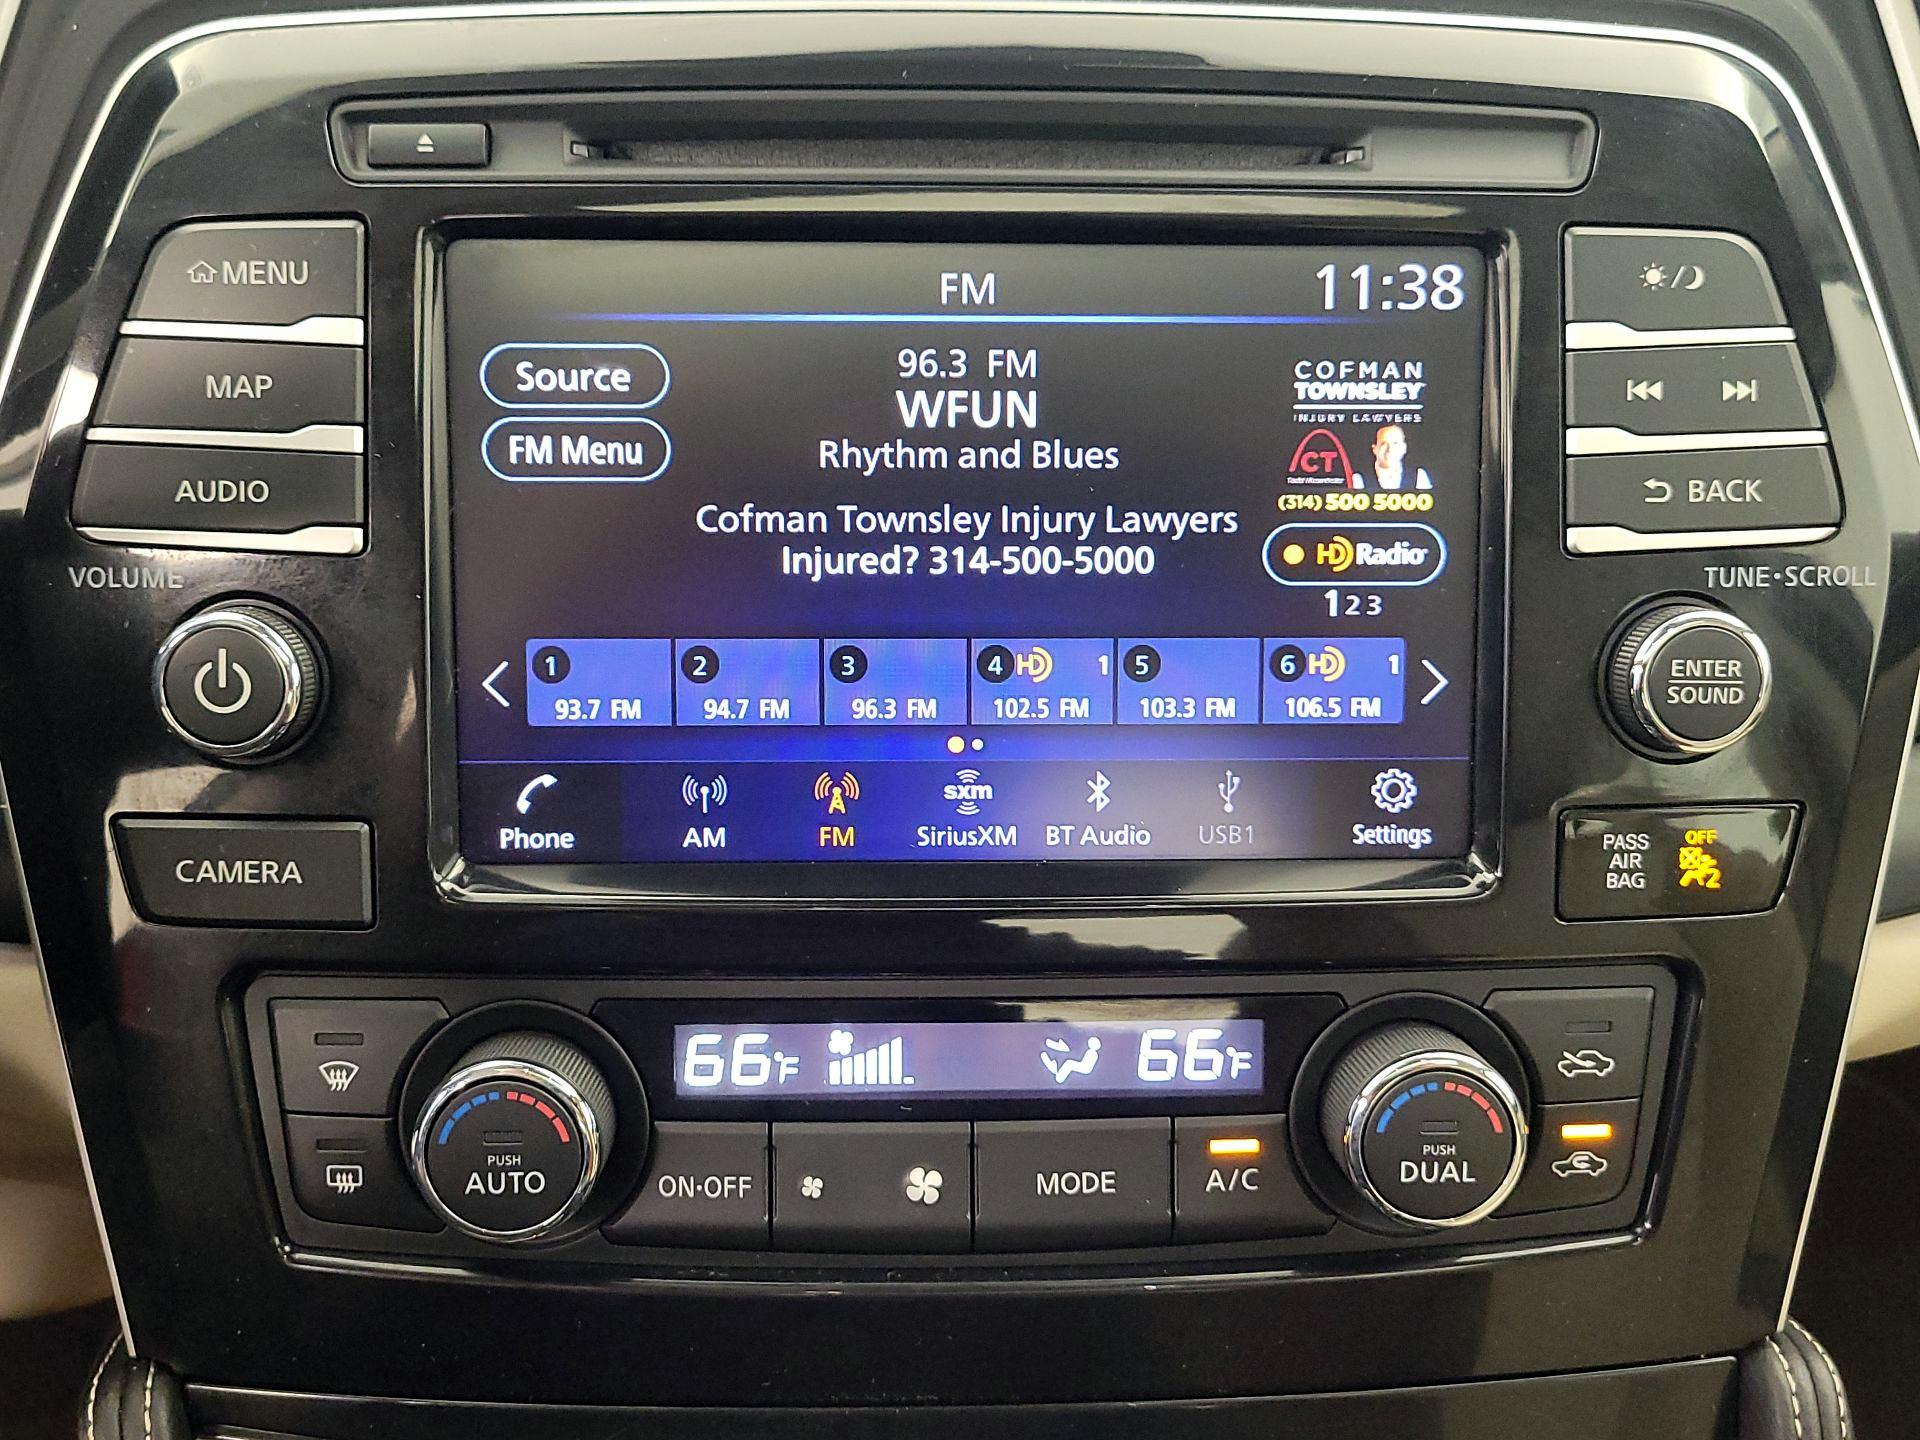 MENU
MAP
AUDIO
VOLUME
CAMERA
FM
11:38
Source
FM Menu
96.3 FM
WFUN
Rhythm and Blues
Cofman Townsley Injury Lawyers
Injured? 314-500-5000
COFMAN
TOWNSLEY
INJURY LAWYERS
CT
(314) 500 5000
HD Radio
1 2 3
1
93.7 FM
2
94.7 FM
3
96.3 FM
4 HD 1
102.5 FM
5
103.3 FM
6 HD 1
106.5 FM
Phone
AM
FM
sxm
SiriusXM
BT Audio
USB1
Settings
BACK
TUNE•SCROLL
ENTER
SOUND
PASS
AIR
BAG
OFF
2
66°F
66°F
PUSH
AUTO
ON•OFF
MODE
A/C
PUSH
DUAL